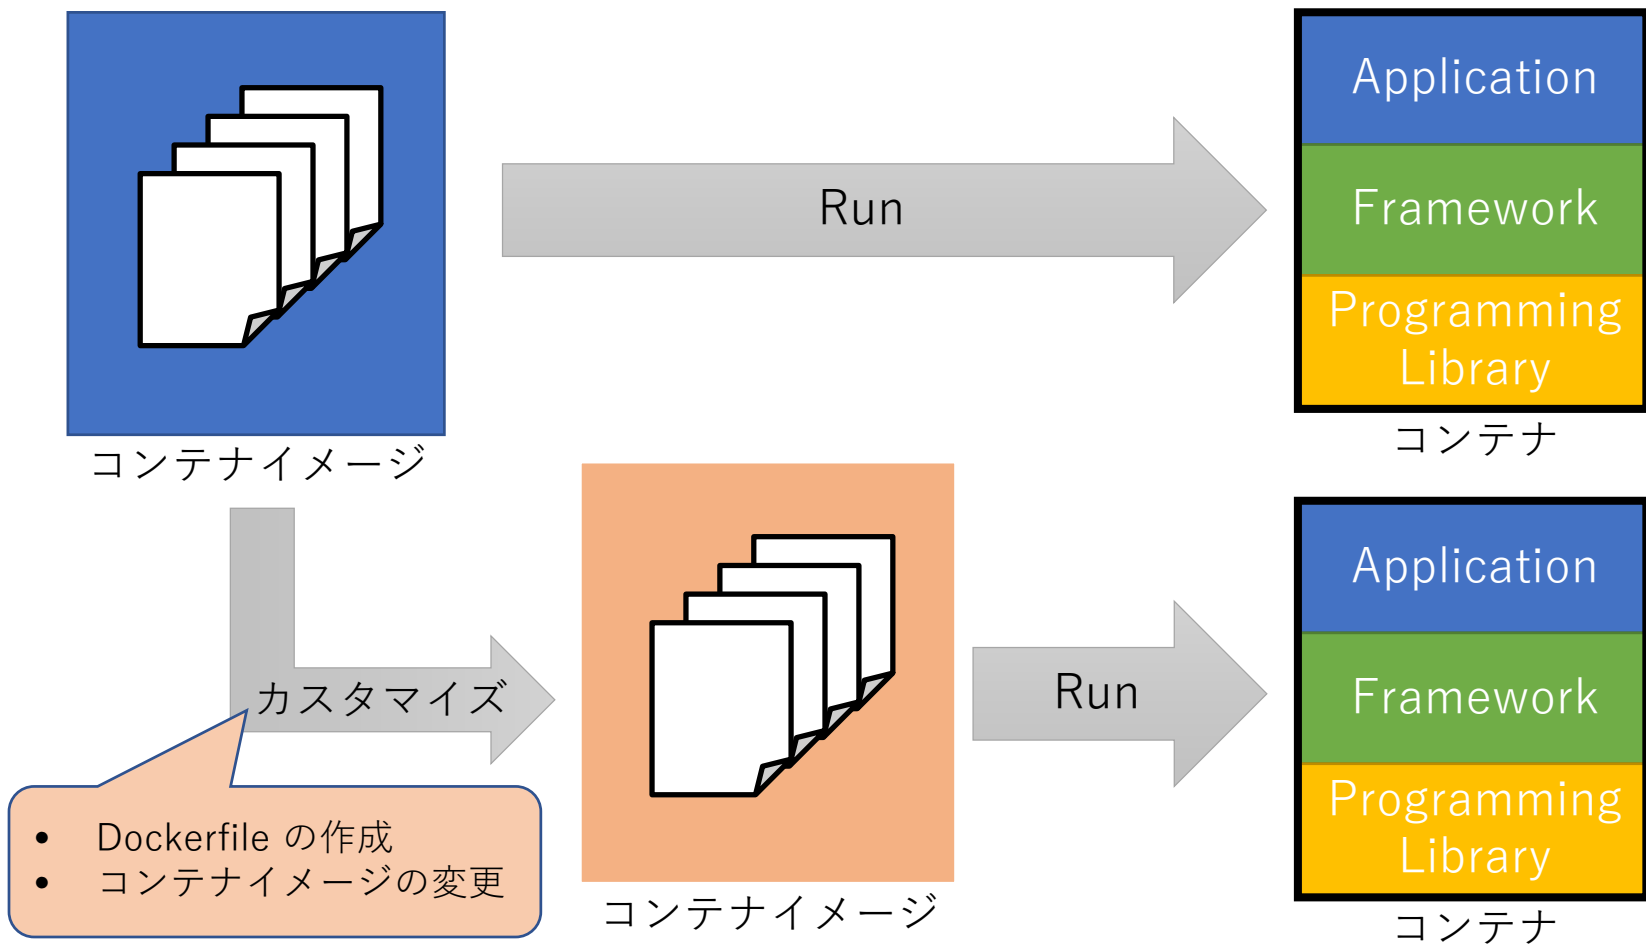 Run
Application
Framework
Programming
Library
コンテナ
コンテナイメージ
カスタマイズ
• Dockerfile の作成
• コンテナイメージの変更
コンテナイメージ
Run
Application
Framework
Programming
Library
コンテナ